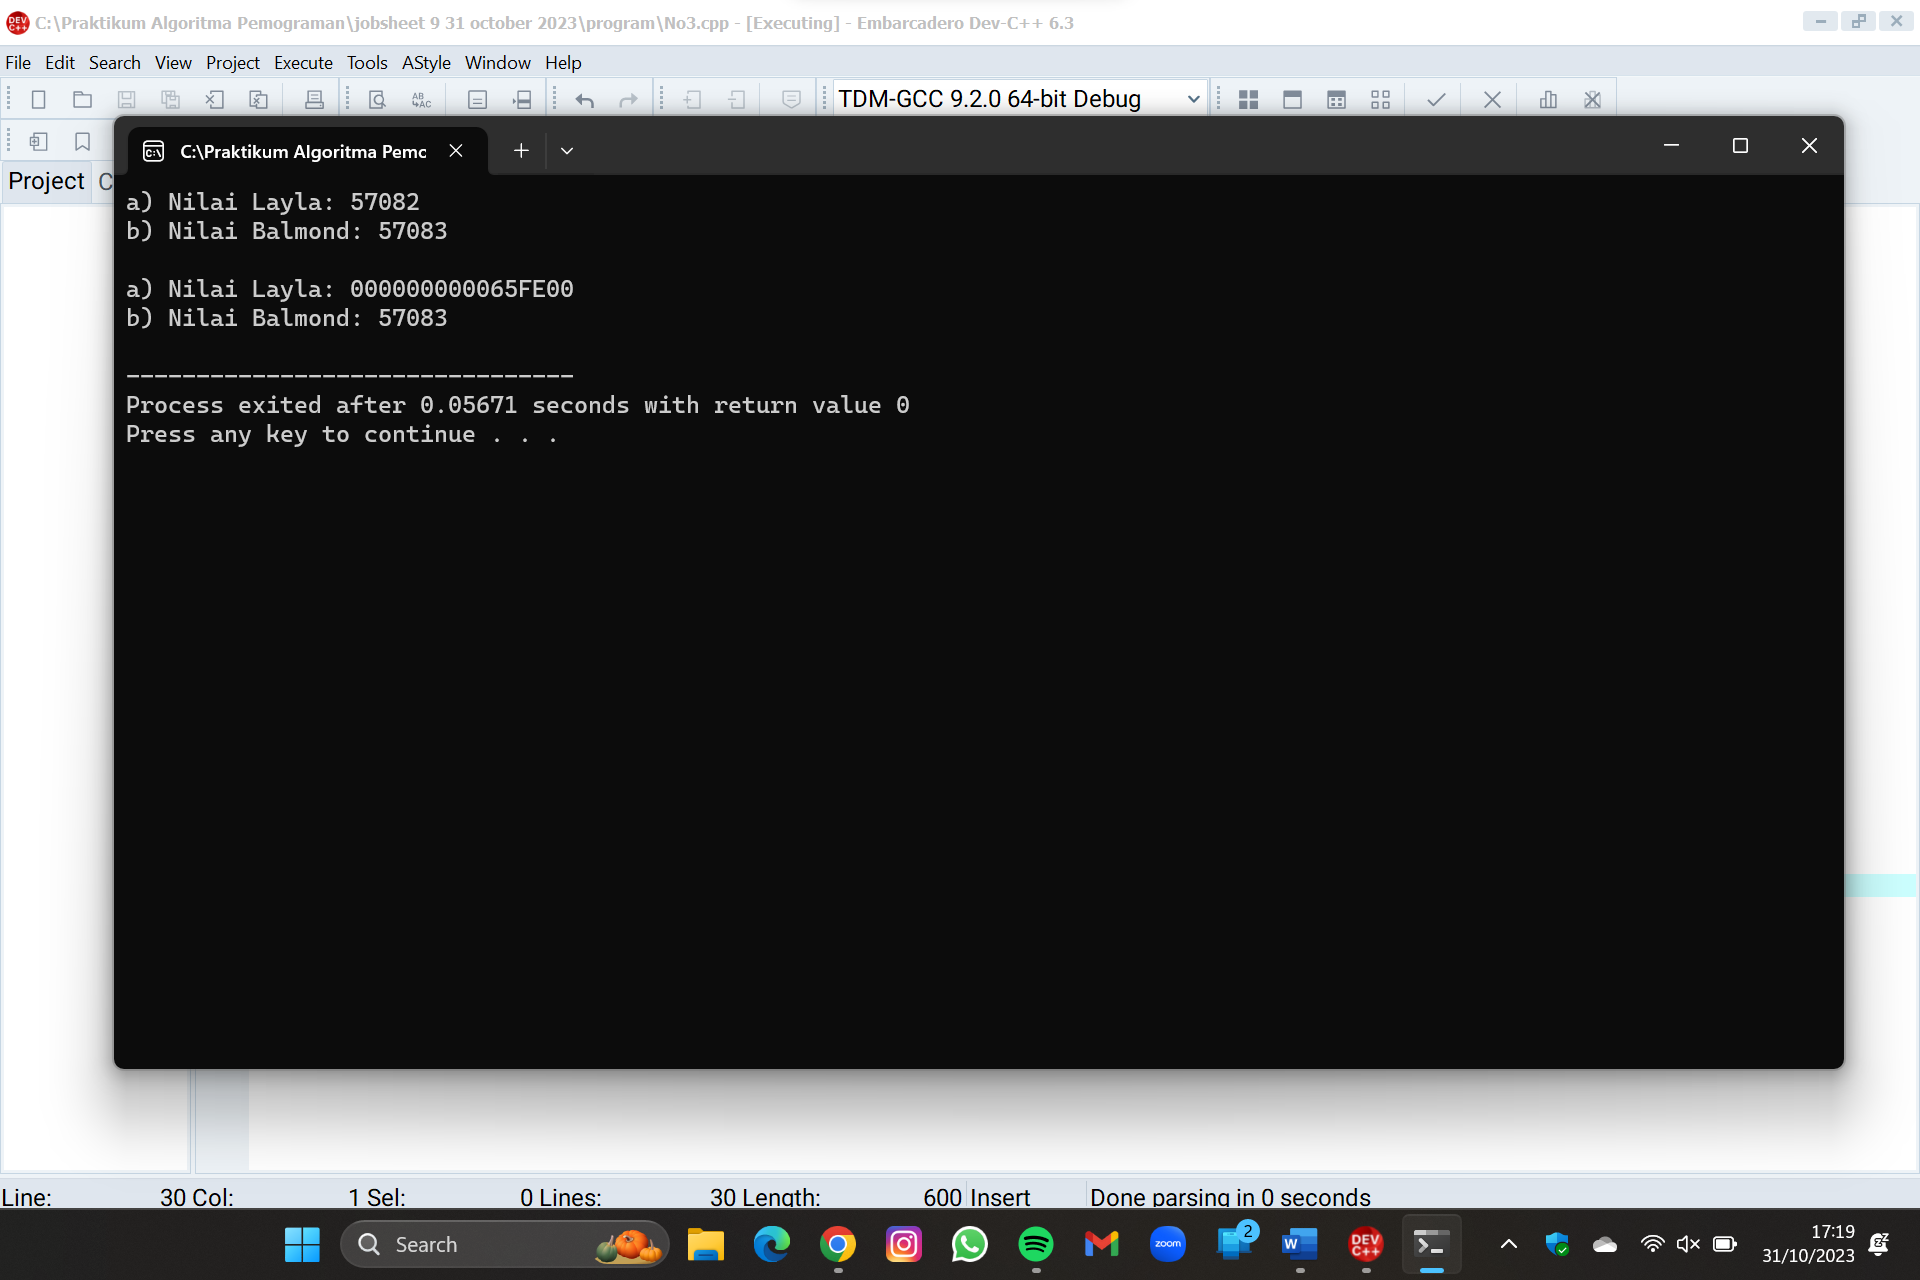 C:\Praktikum Algoritma Pemograman\jobsheet 9 31 october 2023\program\No3.cpp - [Executing] - Embarcadero Dev-C++ 6.3
File Edit Search View Project Execute Tools AStyle Window Help
TDM-GCC 9.2.0 64-bit Debug
C:\Praktikum Algoritma Pemc
Project C
a) Nilai Layla: 57082
b) Nilai Balmond: 57083
a) Nilai Layla: 000000000065FE00
b) Nilai Balmond: 57083
--------------------------------
Process exited after 0.05671 seconds with return value 0
Press any key to continue . . .
Line: 30 Col: 1 Sel: 0 Lines: 30 Length: 600 Insert Done parsing in 0 seconds
Search
zoom
2
W
DEV C++
17:19
31/10/2023